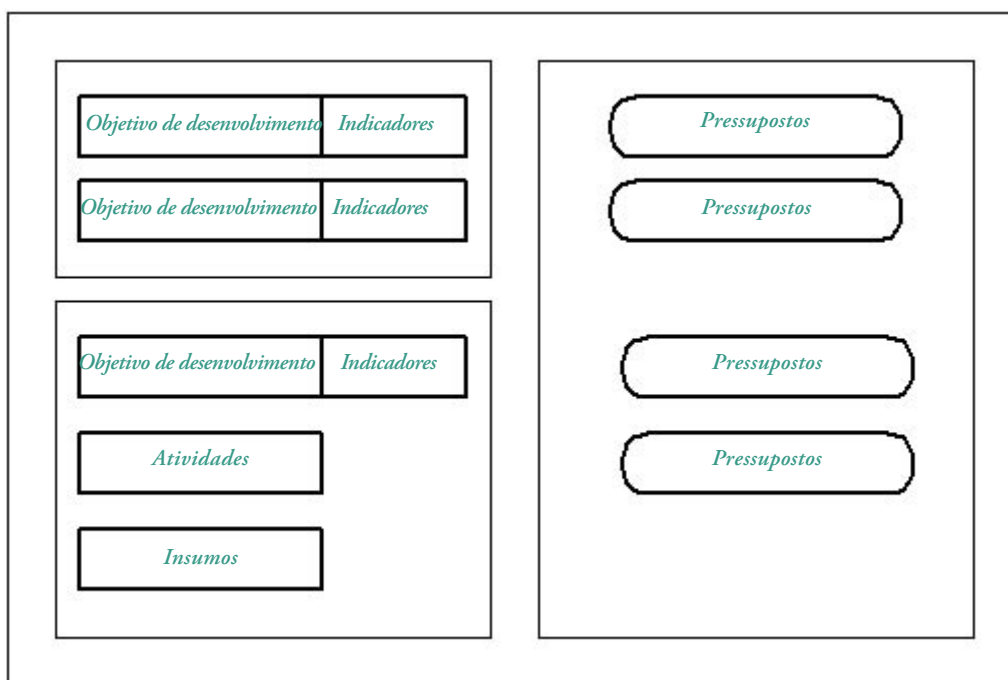 Objetivo de desenvolvimento Indicadores
Pressupostos
Objetivo de desenvolvimento Indicadores
Pressupostos
Objetivo de desenvolvimento Indicadores
Pressupostos
Atividades
Pressupostos
Insumos